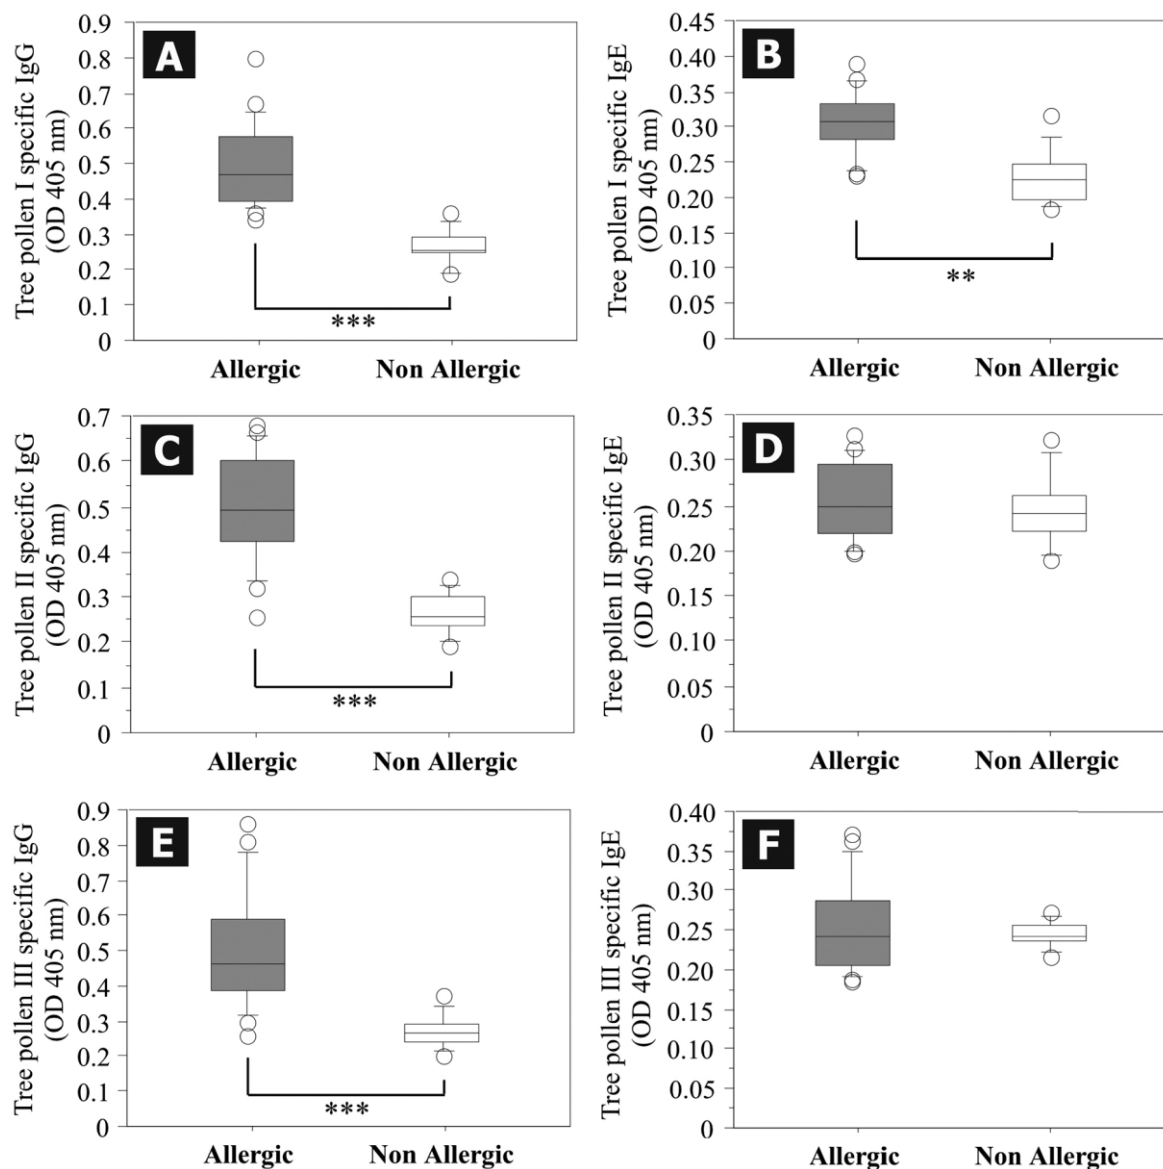 A
Tree pollen I specific IgG
(OD 405 nm)
0.9
0.8
0.7
0.6
0.5
0.4
0.3
0.2
0.1
0
***
Allergic Non Allergic
B
Tree pollen I specific IgE
(OD 405 nm)
0.45
0.40
0.35
0.30
0.25
0.20
0.15
0.10
0.05
0
**
Allergic Non Allergic
C
Tree pollen II specific IgG
(OD 405 nm)
0.7
0.6
0.5
0.4
0.3
0.2
0.1
0
***
Allergic Non Allergic
D
Tree pollen II specific IgE
(OD 405 nm)
0.35
0.30
0.25
0.20
0.15
0.10
0.05
0
Allergic Non Allergic
E
Tree pollen III specific IgG
(OD 405 nm)
0.9
0.8
0.7
0.6
0.5
0.4
0.3
0.2
0.1
0
***
Allergic Non Allergic
F
Tree pollen III specific IgE
(OD 405 nm)
0.40
0.35
0.30
0.25
0.20
0.15
0.10
0.05
0
Allergic Non Allergic